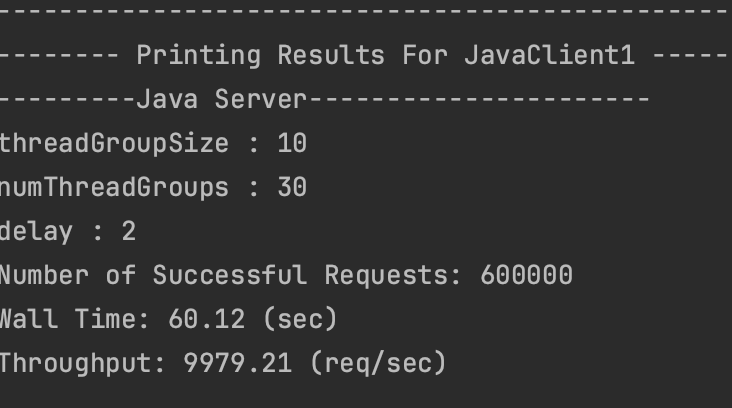 -----------------------------------------------
-------- Printing Results For JavaClient1 -----
---------Java Server----------------------
threadGroupSize : 10
numThreadGroups : 30
delay : 2
Number of Successful Requests: 600000
Wall Time: 60.12 (sec)
Throughput: 9979.21 (req/sec)